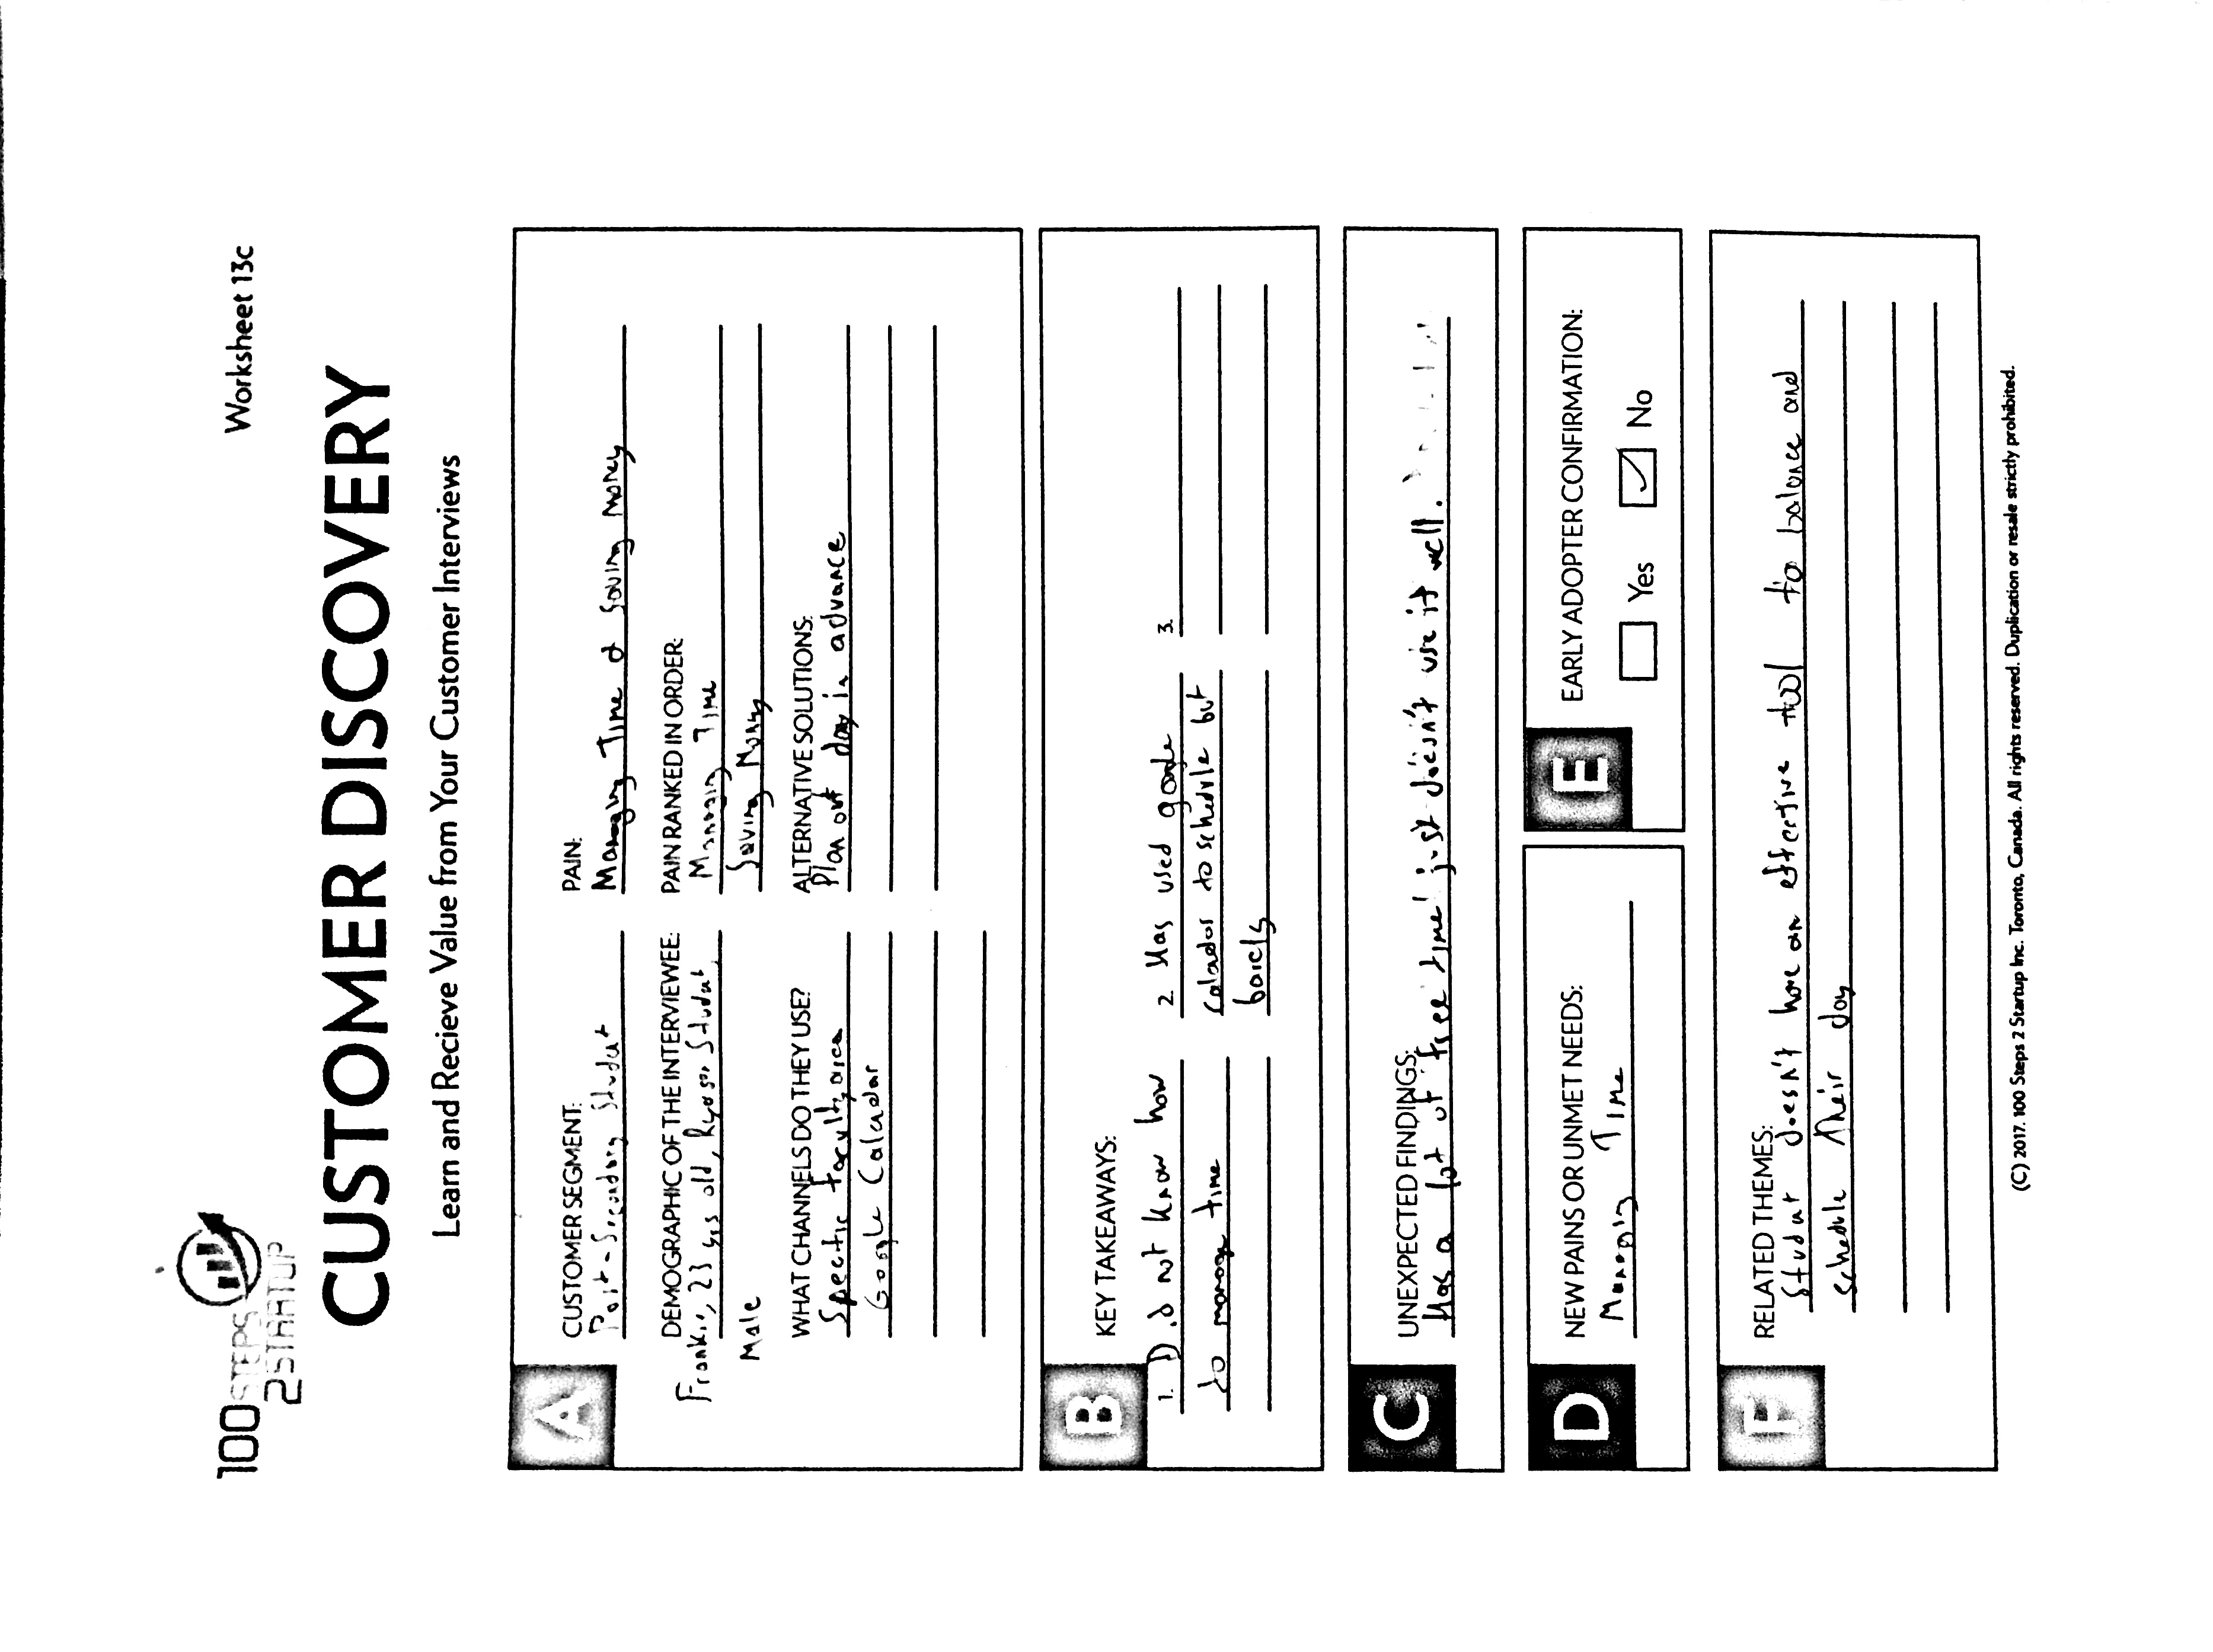 100 STEPS
2STARTUP
Worksheet 13c
CUSTOMER DISCOVERY
Learn and Recieve Value from Your Customer Interviews
A
CUSTOMER SEGMENT:
Post-Secondary Student
PAIN:
Managing Time & Saving Money
DEMOGRAPHIC OF THE INTERVIEWEE:
Frankie, 23 yrs old, Ryerson Student,
Male
PAIN RANKED IN ORDER:
Managing Time
Saving Money
WHAT CHANNELS DO THEY USE?
faculty area
Google Calendar
ALTERNATIVE SOLUTIONS:
Plan out day in advance
B
KEY TAKEAWAYS:
1. Did not know how
to manage time
2. Has used google
calendar to schedule but
barely
3.
C
UNEXPECTED FINDINGS:
Has a lot of free time just doesn't use it well.
D
NEW PAINS OR UNMET NEEDS:
Managing Time
E
EARLY ADOPTER CONFIRMATION:
Yes No
F
RELATED THEMES:
Student doesn't have an effective tool to balance and
schedule their day
(C) 2017. 100 Steps 2 Startup Inc. Toronto, Canada. All rights reserved. Duplication or resale strictly prohibited.